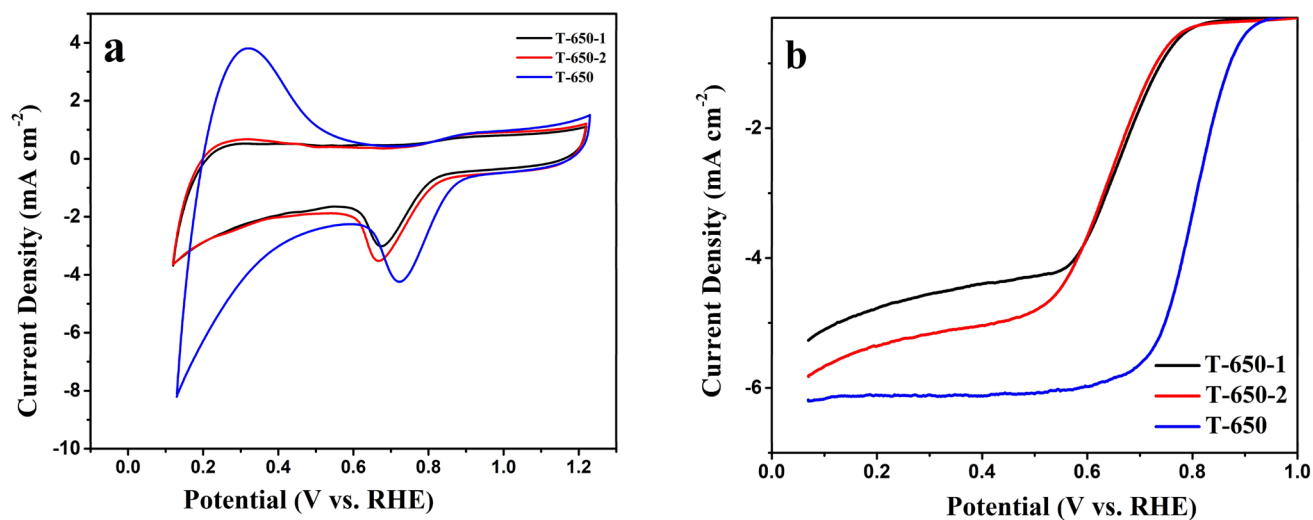 a
T-650-1
T-650-2
T-650
4
2
0
-2
-4
-6
-8
-10
Current Density (mA cm⁻²)
0.0 0.2 0.4 0.6 0.8 1.0 1.2
Potential (V vs. RHE)
b
-2
-4
-6
Current Density (mA cm⁻²)
T-650-1
T-650-2
T-650
0.0 0.2 0.4 0.6 0.8 1.0
Potential (V vs. RHE)